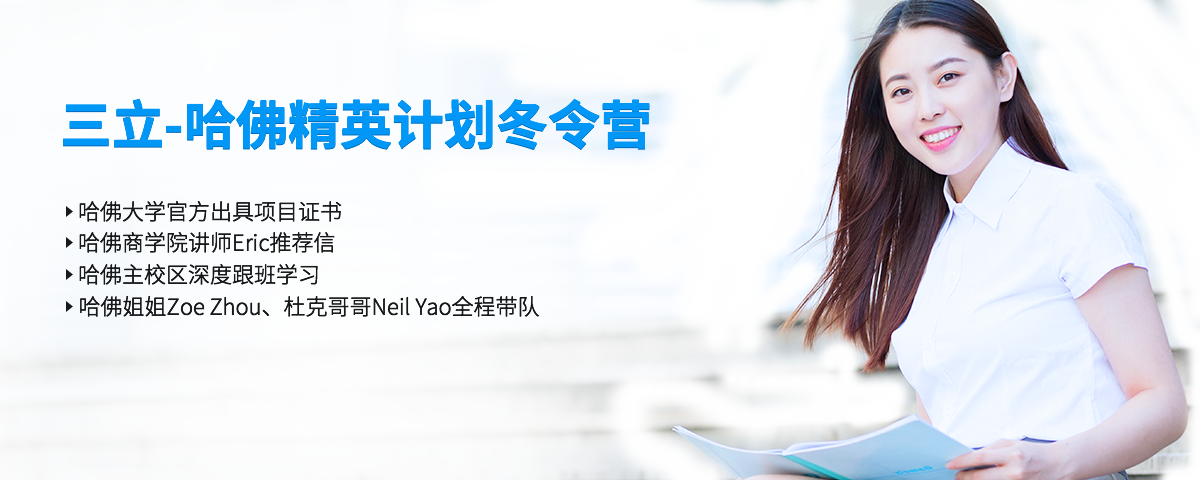 三立-哈佛精英计划冬令营
哈佛大学官方出具项目证书
哈佛商学院讲师Eric推荐信
哈佛主校区深度跟班学习
哈佛姐姐Zoe Zhou、杜克哥哥Neil Yao全程带队